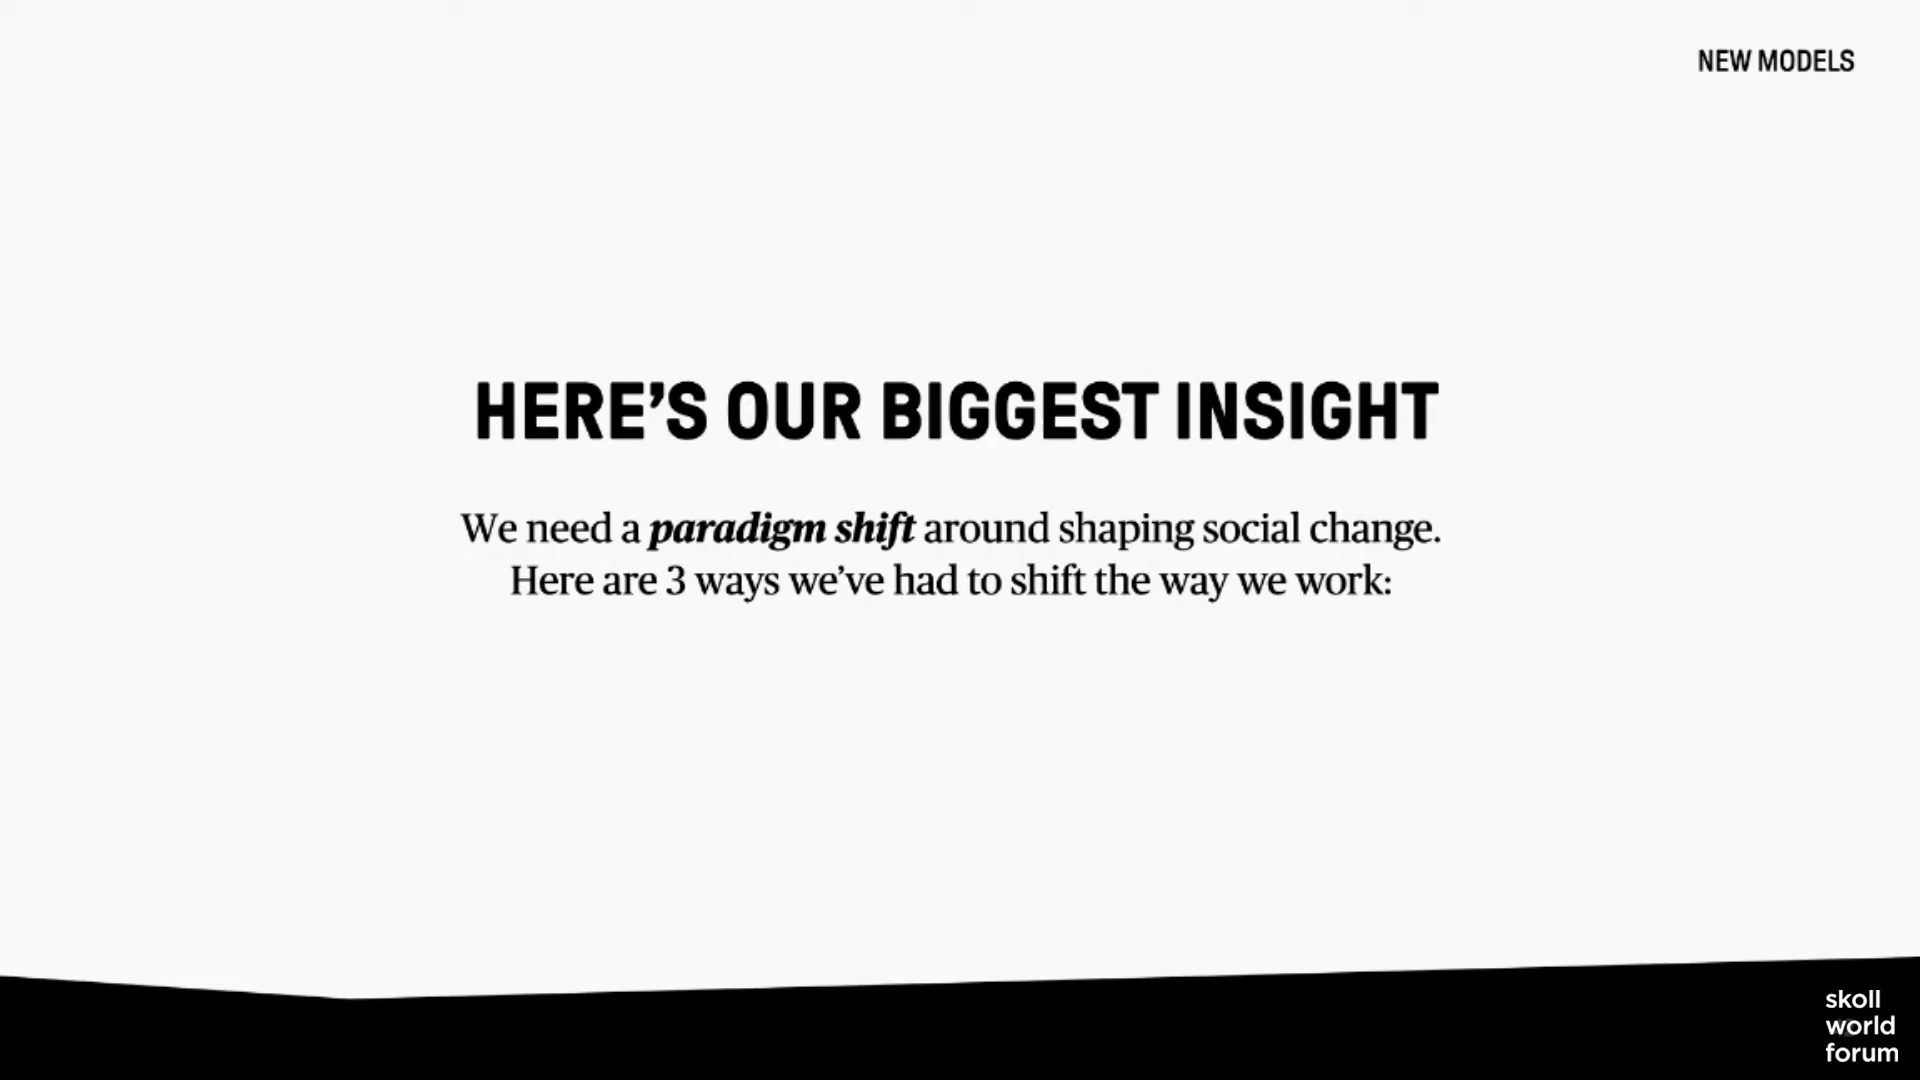 NEW MODELS
HERE’S OUR BIGGEST INSIGHT
We need a paradigm shift around shaping social change.
Here are 3 ways we’ve had to shift the way we work:
skoll
world
forum